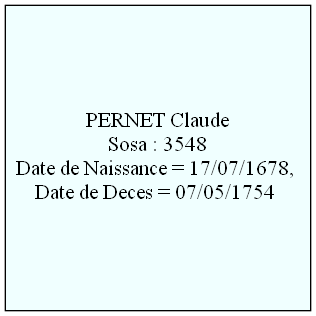 PERNET Claude
Sosa : 3548
Date de Naissance = 17/07/1678,
Date de Deces = 07/05/1754